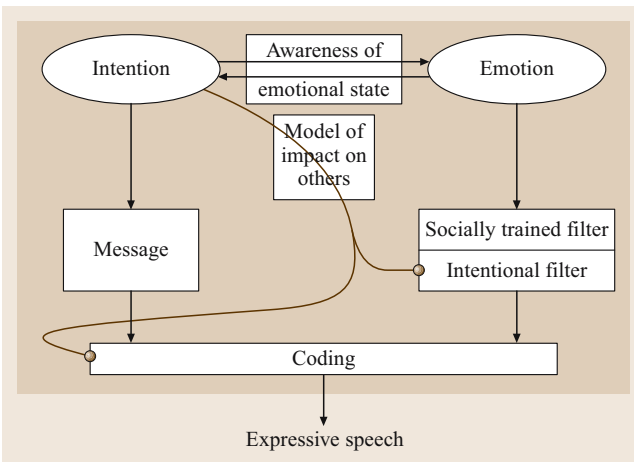 Intention
Awareness of
emotional state
Emotion
Model of
impact on
others
Message
Socially trained filter
Intentional filter
Coding
Expressive speech